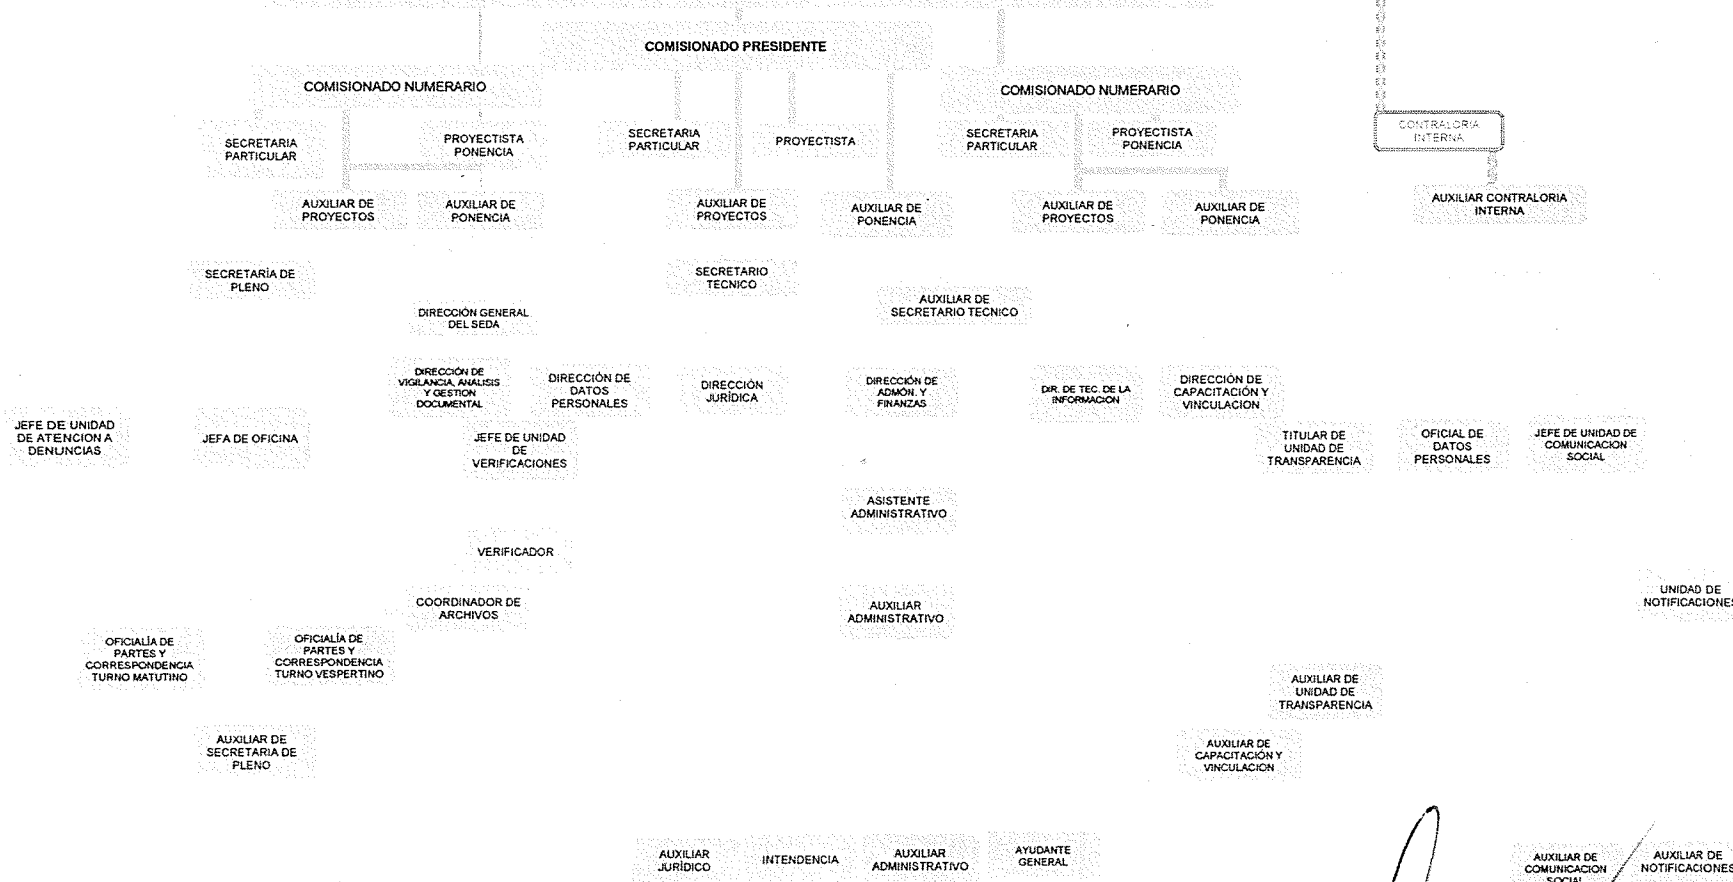 COMISIONADO PRESIDENTE
COMISIONADO NUMERARIO
COMISIONADO NUMERARIO
SECRETARIA
PARTICULAR
PROYECTISTA
PONENCIA
SECRETARIA
PARTICULAR
PROYECTISTA
SECRETARIA
PARTICULAR
PROYECTISTA
PONENCIA
CONTRALORIA
INTERNA
AUXILIAR DE
PROYECTOS
AUXILIAR DE
PONENCIA
AUXILIAR DE
PROYECTOS
AUXILIAR DE
PONENCIA
AUXILIAR DE
PROYECTOS
AUXILIAR DE
PONENCIA
AUXILIAR CONTRALORIA
INTERNA
SECRETARÍA DE
PLENO
SECRETARIO
TECNICO
AUXILIAR DE
SECRETARIO TECNICO
DIRECCIÓN GENERAL
DEL SEDA
DIRECCIÓN DE
VIGILANCIA, ANALISIS
Y GESTION
DOCUMENTAL
DIRECCIÓN DE
DATOS
PERSONALES
DIRECCIÓN
JURÍDICA
DIRECCIÓN DE
ADMÓN. Y
FINANZAS
DIR. DE TEC. DE LA
INFORMACION
DIRECCIÓN DE
CAPACITACIÓN Y
VINCULACION
JEFE DE UNIDAD
DE ATENCION A
DENUNCIAS
JEFA DE OFICINA
JEFE DE UNIDAD
DE
VERIFICACIONES
TITULAR DE
UNIDAD DE
TRANSPARENCIA
OFICIAL DE
DATOS
PERSONALES
JEFE DE UNIDAD DE
COMUNICACION
SOCIAL
ASISTENTE
ADMINISTRATIVO
VERIFICADOR
COORDINADOR DE
ARCHIVOS
AUXILIAR
ADMINISTRATIVO
UNIDAD DE
NOTIFICACIONES
OFICIALÍA DE
PARTES Y
CORRESPONDENCIA
TURNO MATUTINO
OFICIALÍA DE
PARTES Y
CORRESPONDENCIA
TURNO VESPERTINO
AUXILIAR DE
UNIDAD DE
TRANSPARENCIA
AUXILIAR DE
SECRETARIA DE
PLENO
AUXILIAR DE
CAPACITACIÓN Y
VINCULACION
AUXILIAR
JURÍDICO
INTENDENCIA
AUXILIAR
ADMINISTRATIVO
AYUDANTE
GENERAL
AUXILIAR DE
COMUNICACION
SOCIAL
AUXILIAR DE
NOTIFICACIONES